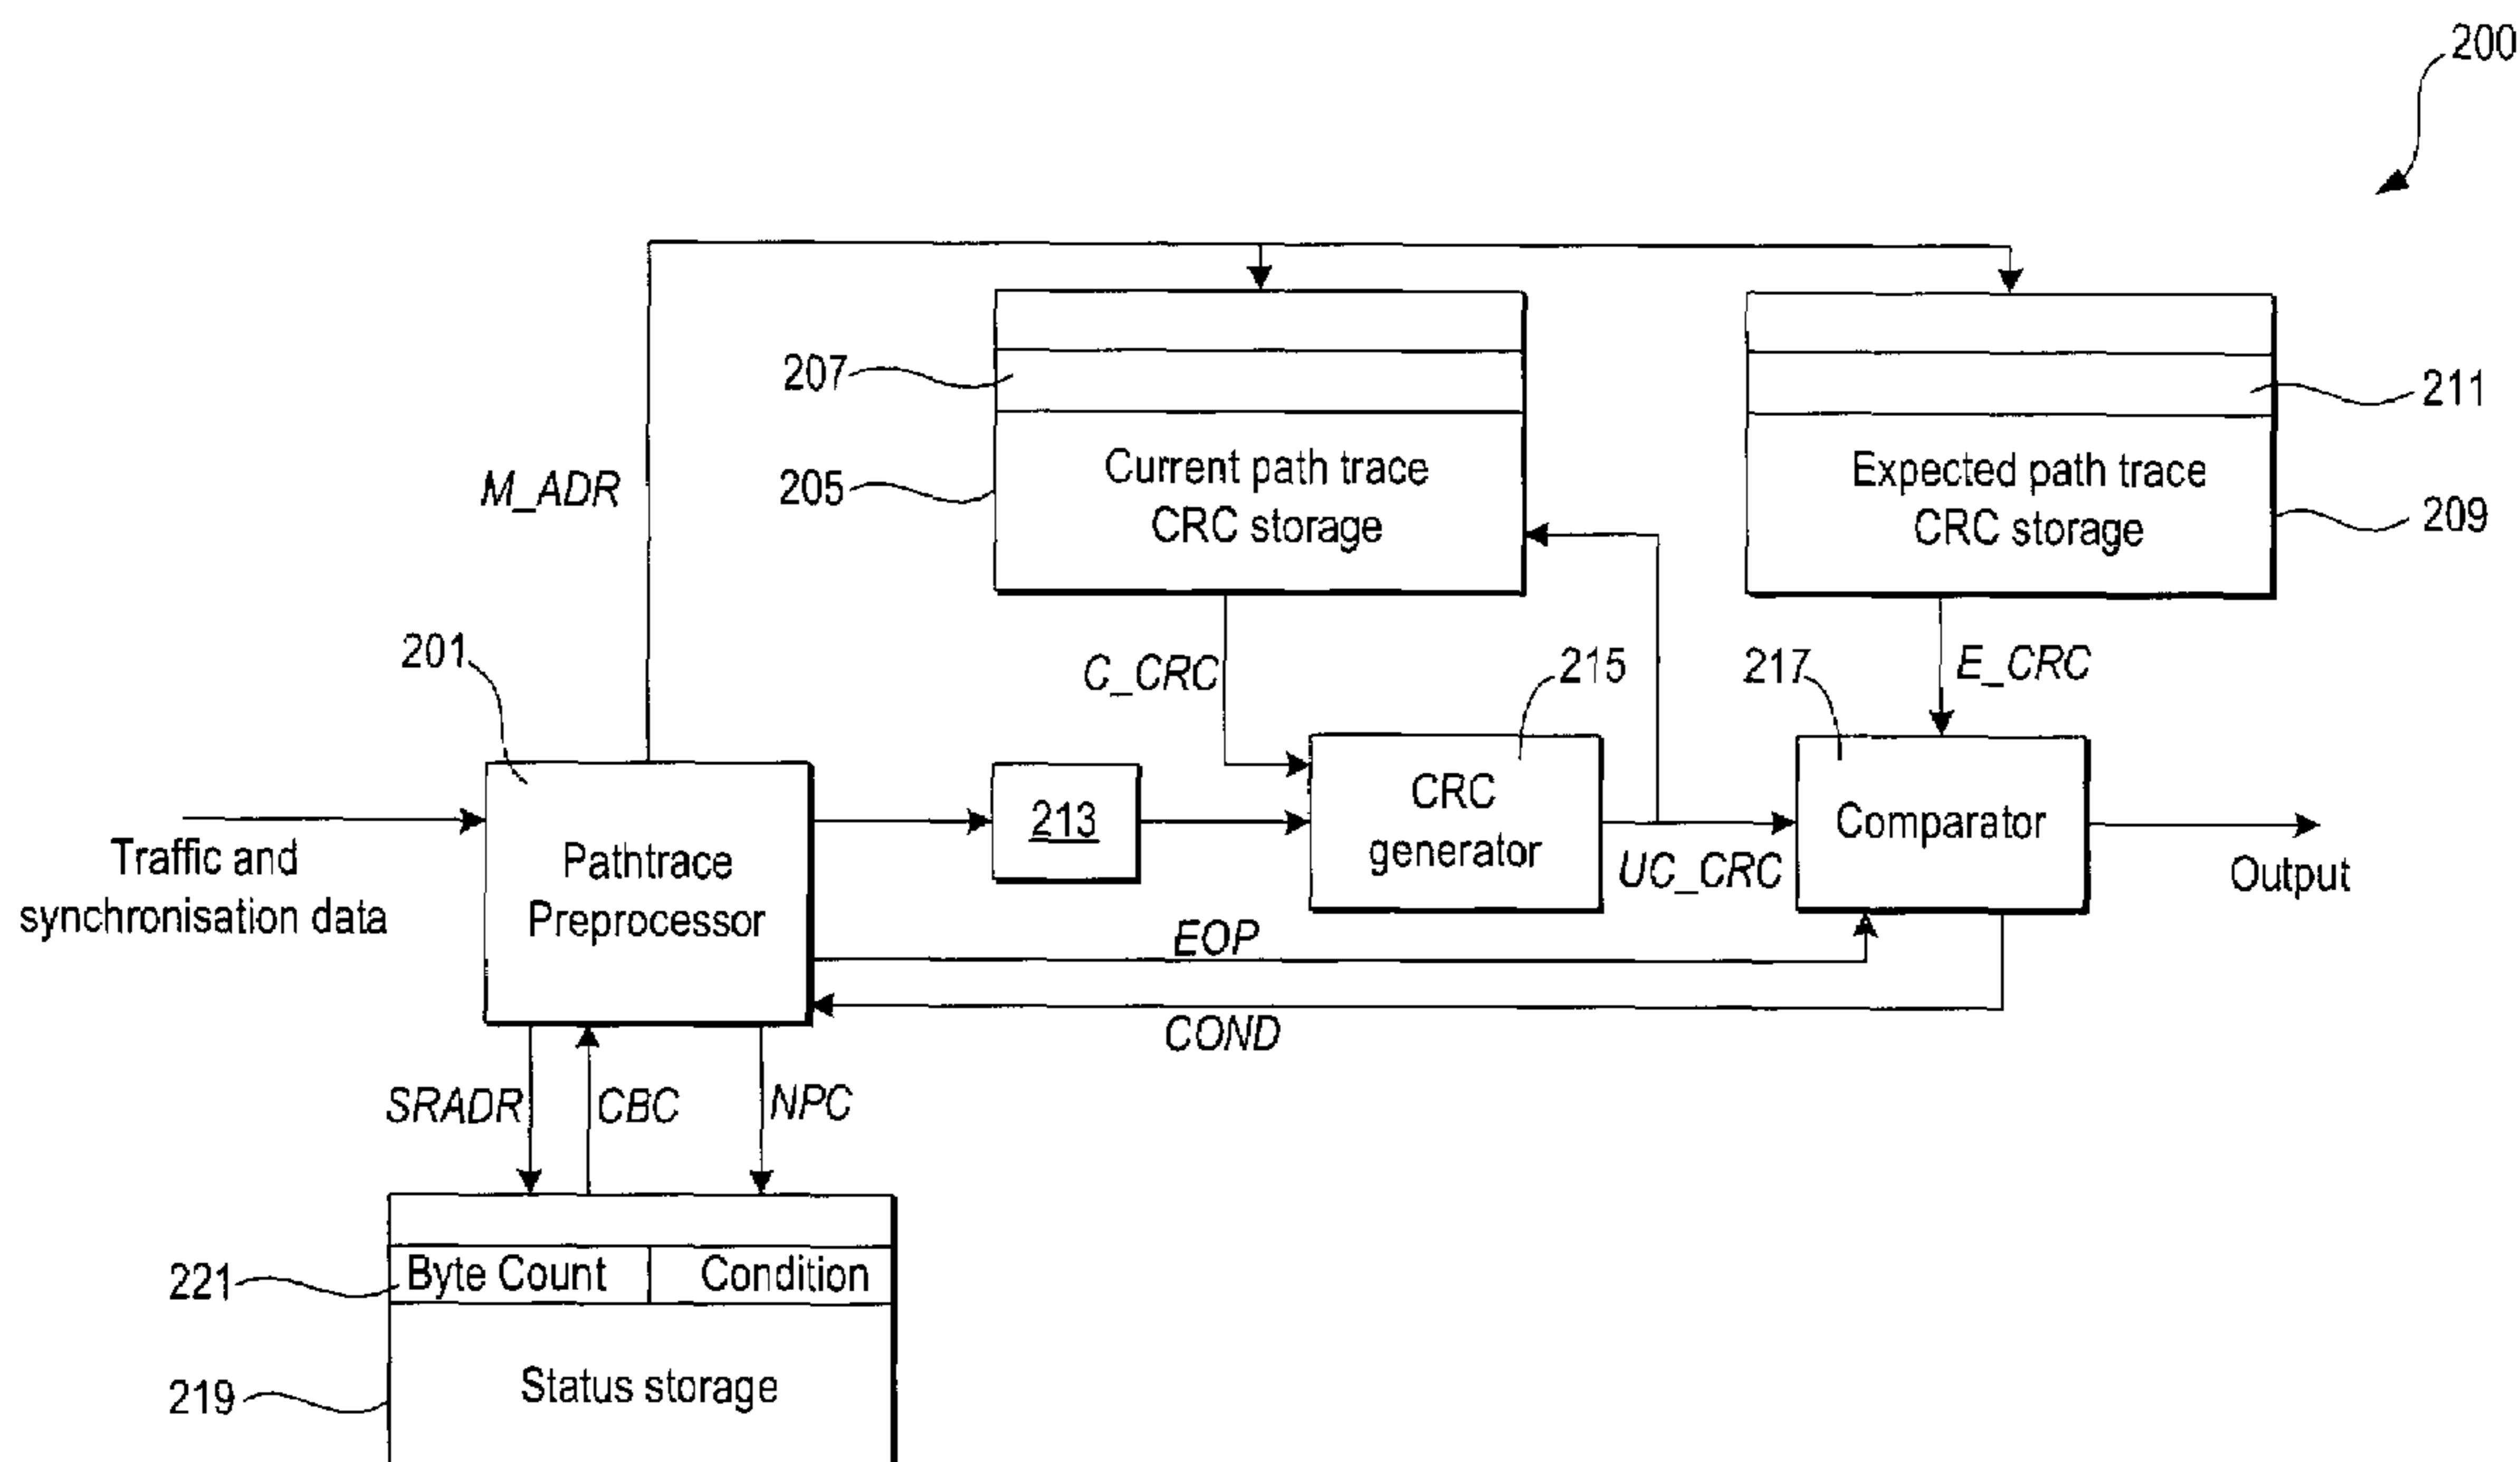 200
207
211
M_ADR
205
Current path trace
CRC storage
Expected path trace
CRC storage
209
201
C_CRC
215
217
E_CRC
Traffic and
synchronisation data
Pathtrace
Preprocessor
213
CRC
generator
UC_CRC
Comparator
Output
EOP
COND
SRADR
CBC
NPC
221
Byte Count
Condition
219
Status storage